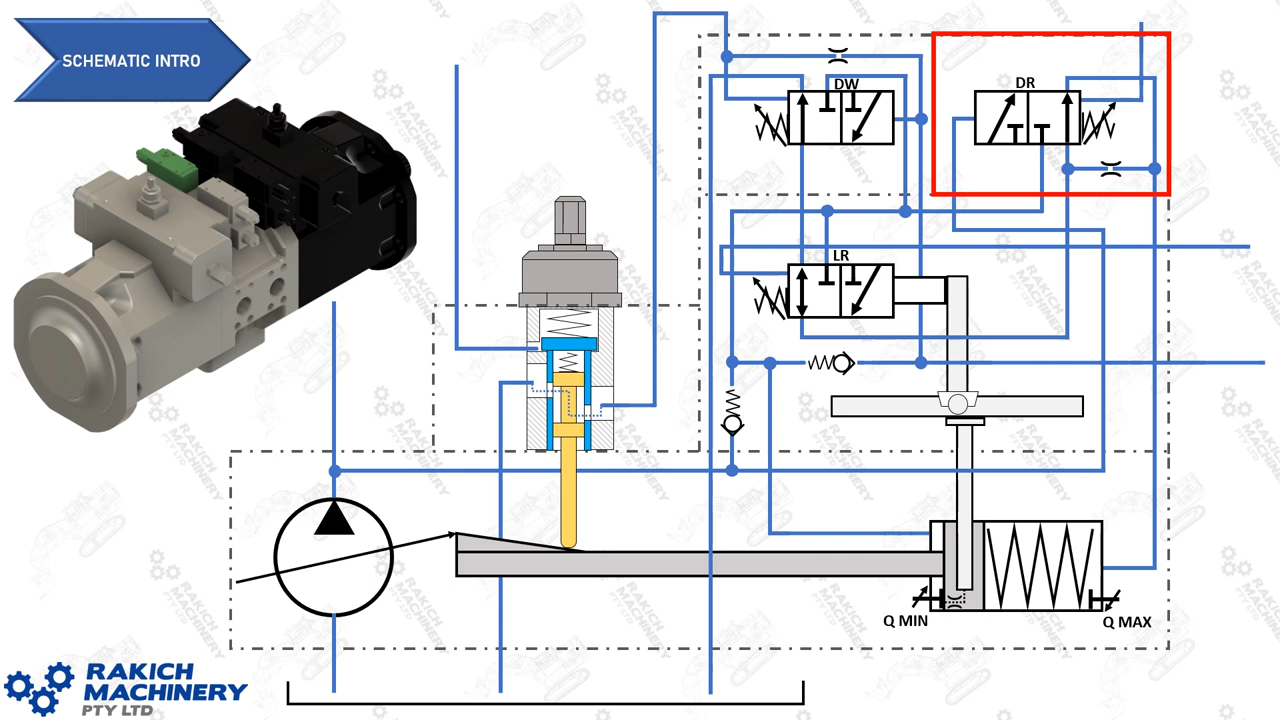 SCHEMATIC INTRO
DW
DR
LR
Q MIN
Q MAX
RAKICH
MACHINERY
PTY LTD